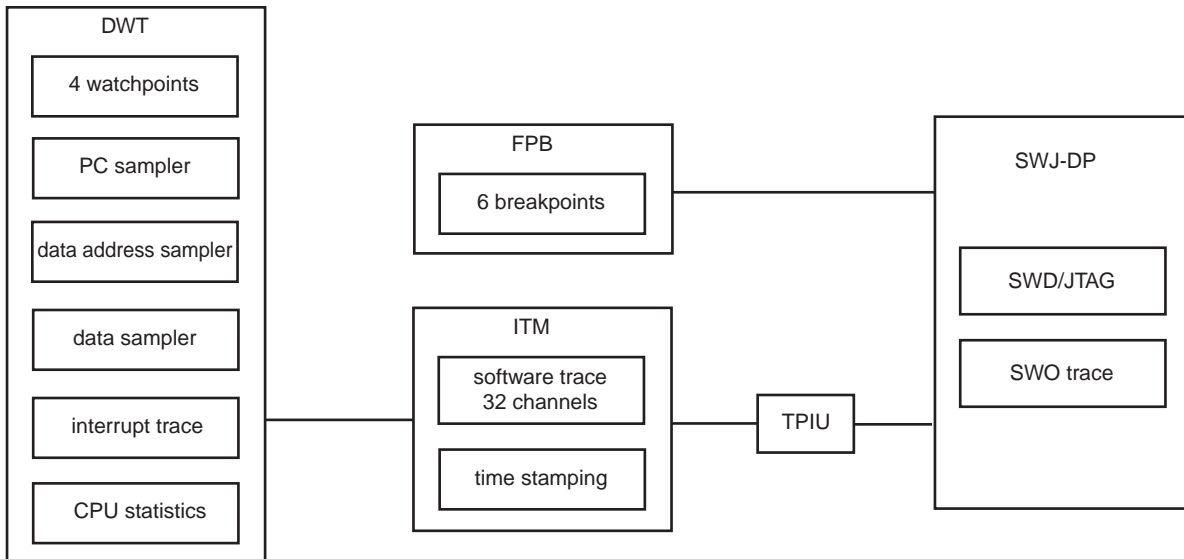 DWT
4 watchpoints
PC sampler
data address sampler
data sampler
interrupt trace
CPU statistics
FPB
6 breakpoints
ITM
software trace
32 channels
time stamping
TPIU
SWJ-DP
SWD/JTAG
SWO trace